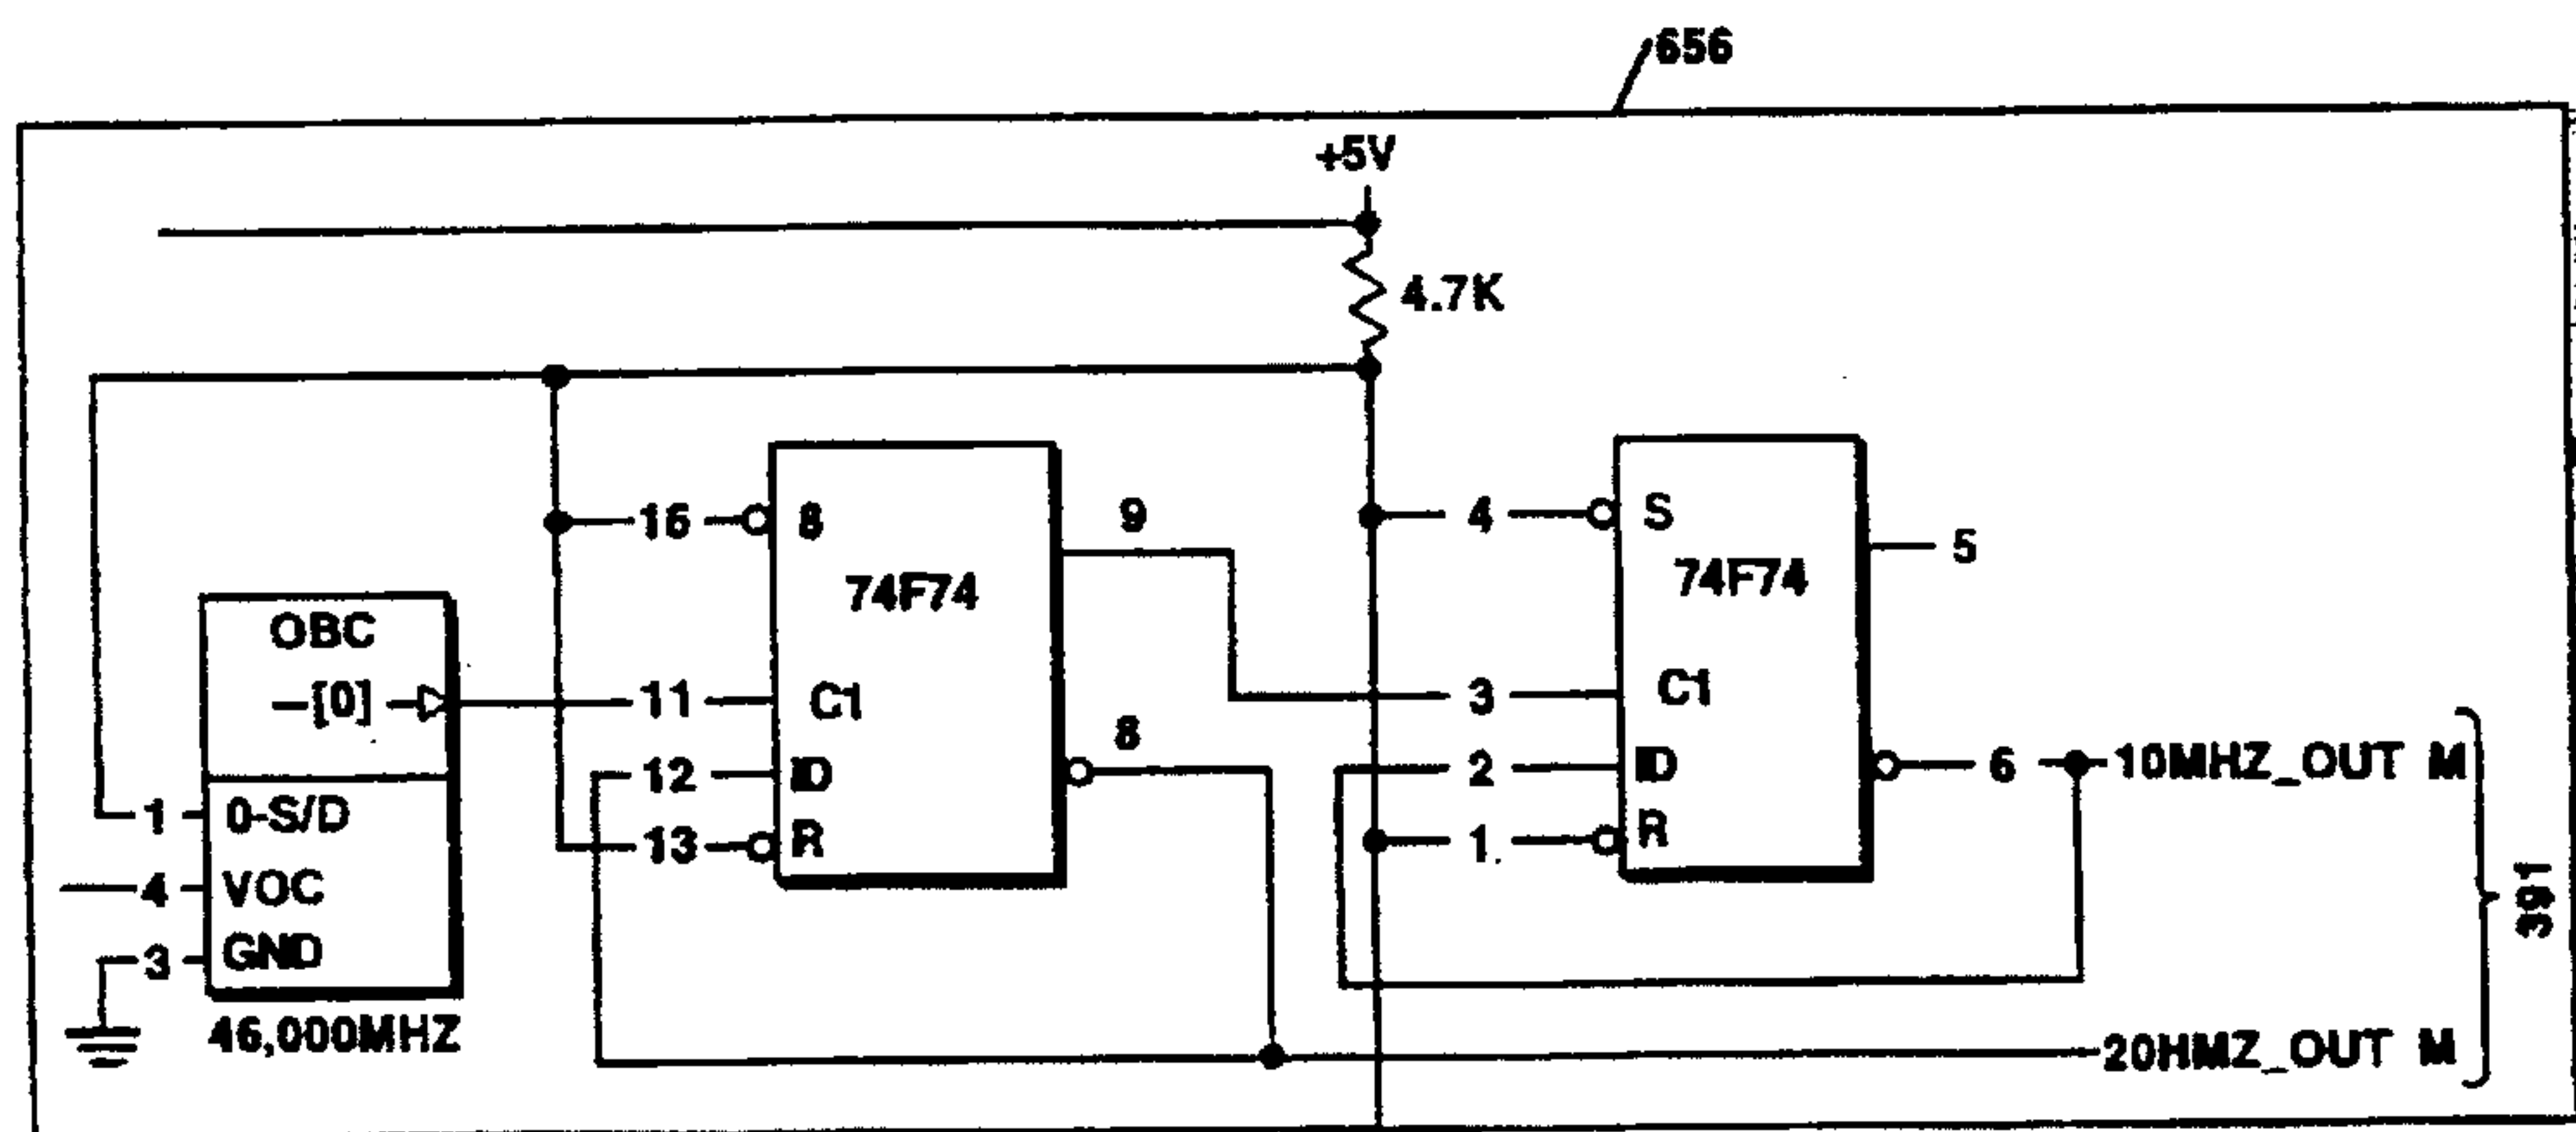 656
+5V
4.7K
16
8
74F74
9
11
C1
8
12
ID
13
R
OBC
[0]
1
0-S/D
4
VOC
3
GND
46,000MHZ
4
S
74F74
5
3
C1
2
ID
6
10MHZ_OUT M
1
R
20HMZ_OUT M
391